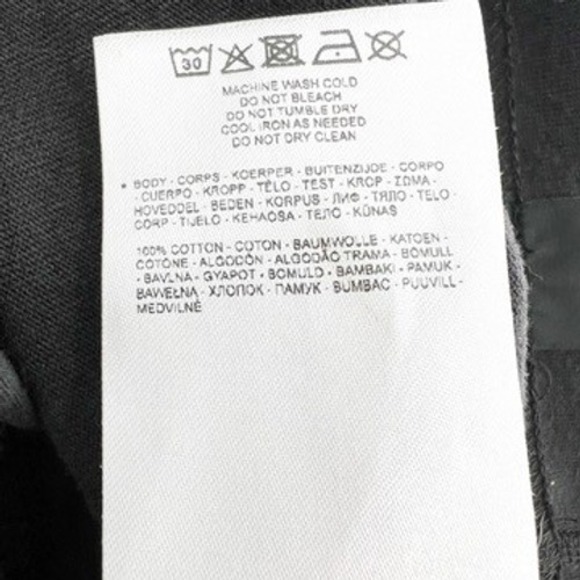 30
MACHINE WASH COLD
DO NOT BLEACH
DO NOT TUMBLE DRY
COOL IRON AS NEEDED
DO NOT DRY CLEAN
• BODY - CORPS - KOERPER - BUITENZIJDE - CORPO
- CUERPO - KROPP - TĚLO - TEST - KROP - ΣΩΜΑ -
HOVEDDEL - BEDEN - KORPUS - ЛИФ - ТЯЛО - TELO -
CORP - TIJELO - KEHAOSA - ТЕЛО - KŪNAS
100% COTTON - COTON - BAUMWOLLE - KATOEN -
COTONE - ALGODÓN - ALGODÃO TRAMA - BOMULL
- BAVLNA - GYAPOT - BOMULD - BAMBAKI - PAMUK -
BAWEŁNA - ХЛОПОК - ПАМУК - BUMBAC - PUUVILL -
MEDVILNĖ